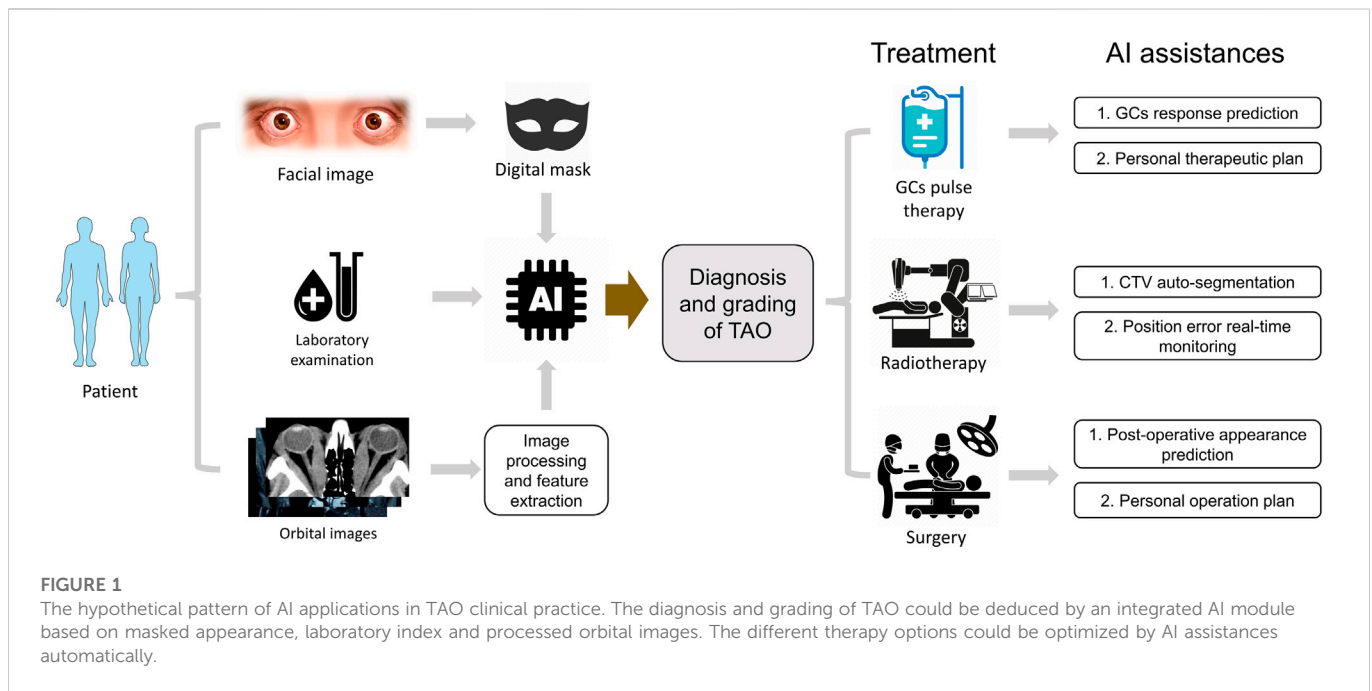 Treatment
AI assistances
Facial image
Digital mask
GCs pulse
therapy
1. GCs response prediction
2. Personal therapeutic plan
Patient
Laboratory
examination
AI
Diagnosis
and grading
of TAO
Radiotherapy
1. CTV auto-segmentation
2. Position error real-time
monitoring
Orbital images
Image
processing
and feature
extraction
Surgery
1. Post-operative appearance
prediction
2. Personal operation plan
FIGURE 1
The hypothetical pattern of AI applications in TAO clinical practice. The diagnosis and grading of TAO could be deduced by an integrated AI module
based on masked appearance, laboratory index and processed orbital images. The different therapy options could be optimized by AI assistances
automatically.